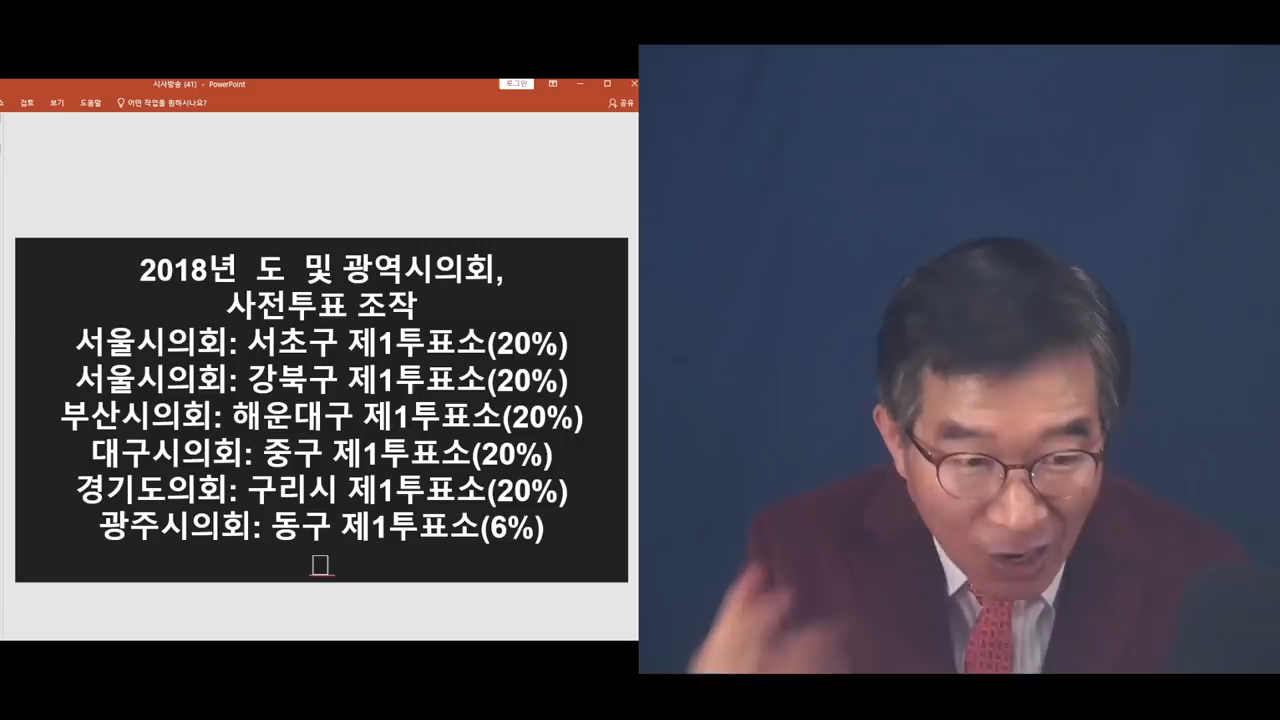 시사방송 (41) - PowerPoint
로그인
검토 보기 도움말 어떤 작업을 원하시나요?
공유
2018년 도 및 광역시의회,
사전투표 조작
서울시의회: 서초구 제1투표소(20%)
서울시의회: 강북구 제1투표소(20%)
부산시의회: 해운대구 제1투표소(20%)
대구시의회: 중구 제1투표소(20%)
경기도의회: 구리시 제1투표소(20%)
광주시의회: 동구 제1투표소(6%)